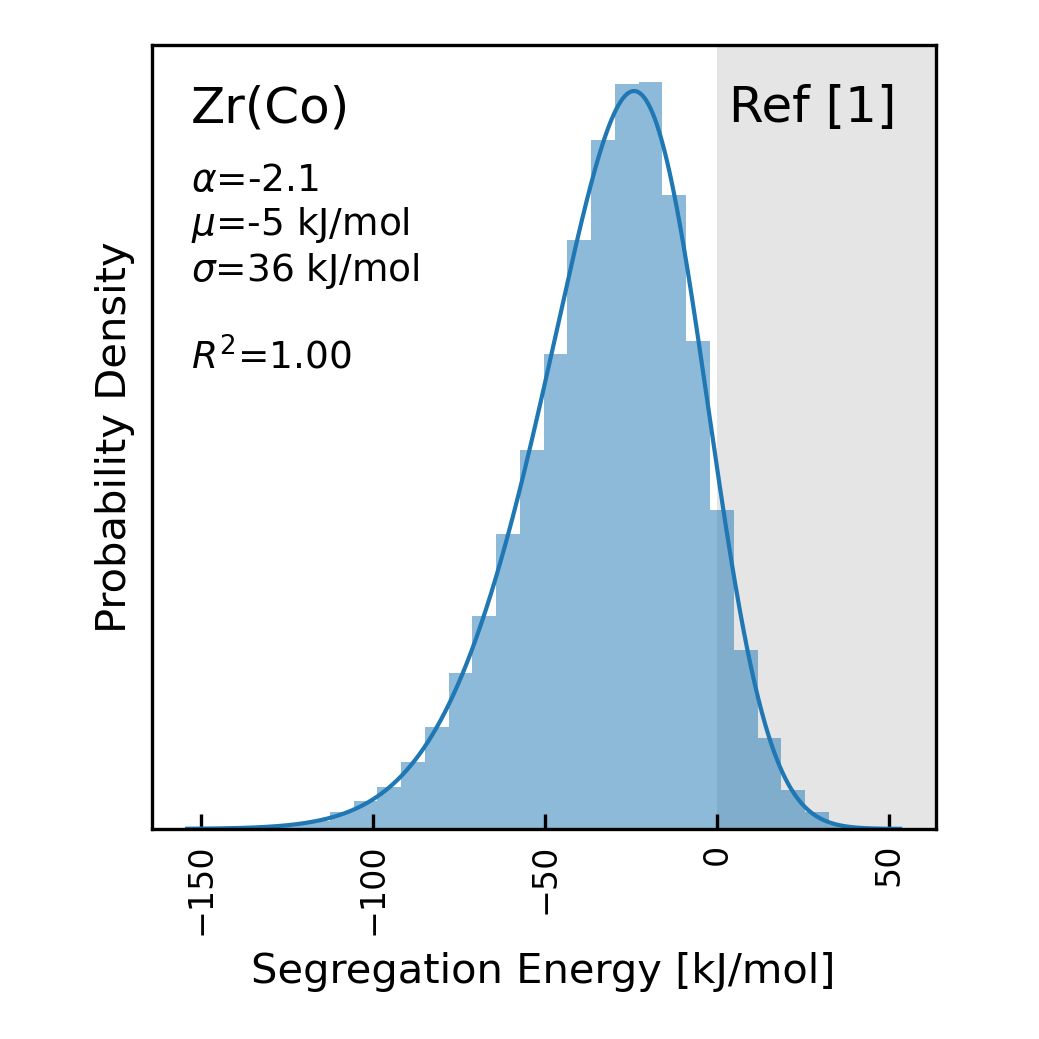 Zr(Co)
Ref [1]
α=-2.1
μ=-5 kJ/mol
σ=36 kJ/mol
R²=1.00
Probability Density
−150
−100
−50
0
50
Segregation Energy [kJ/mol]